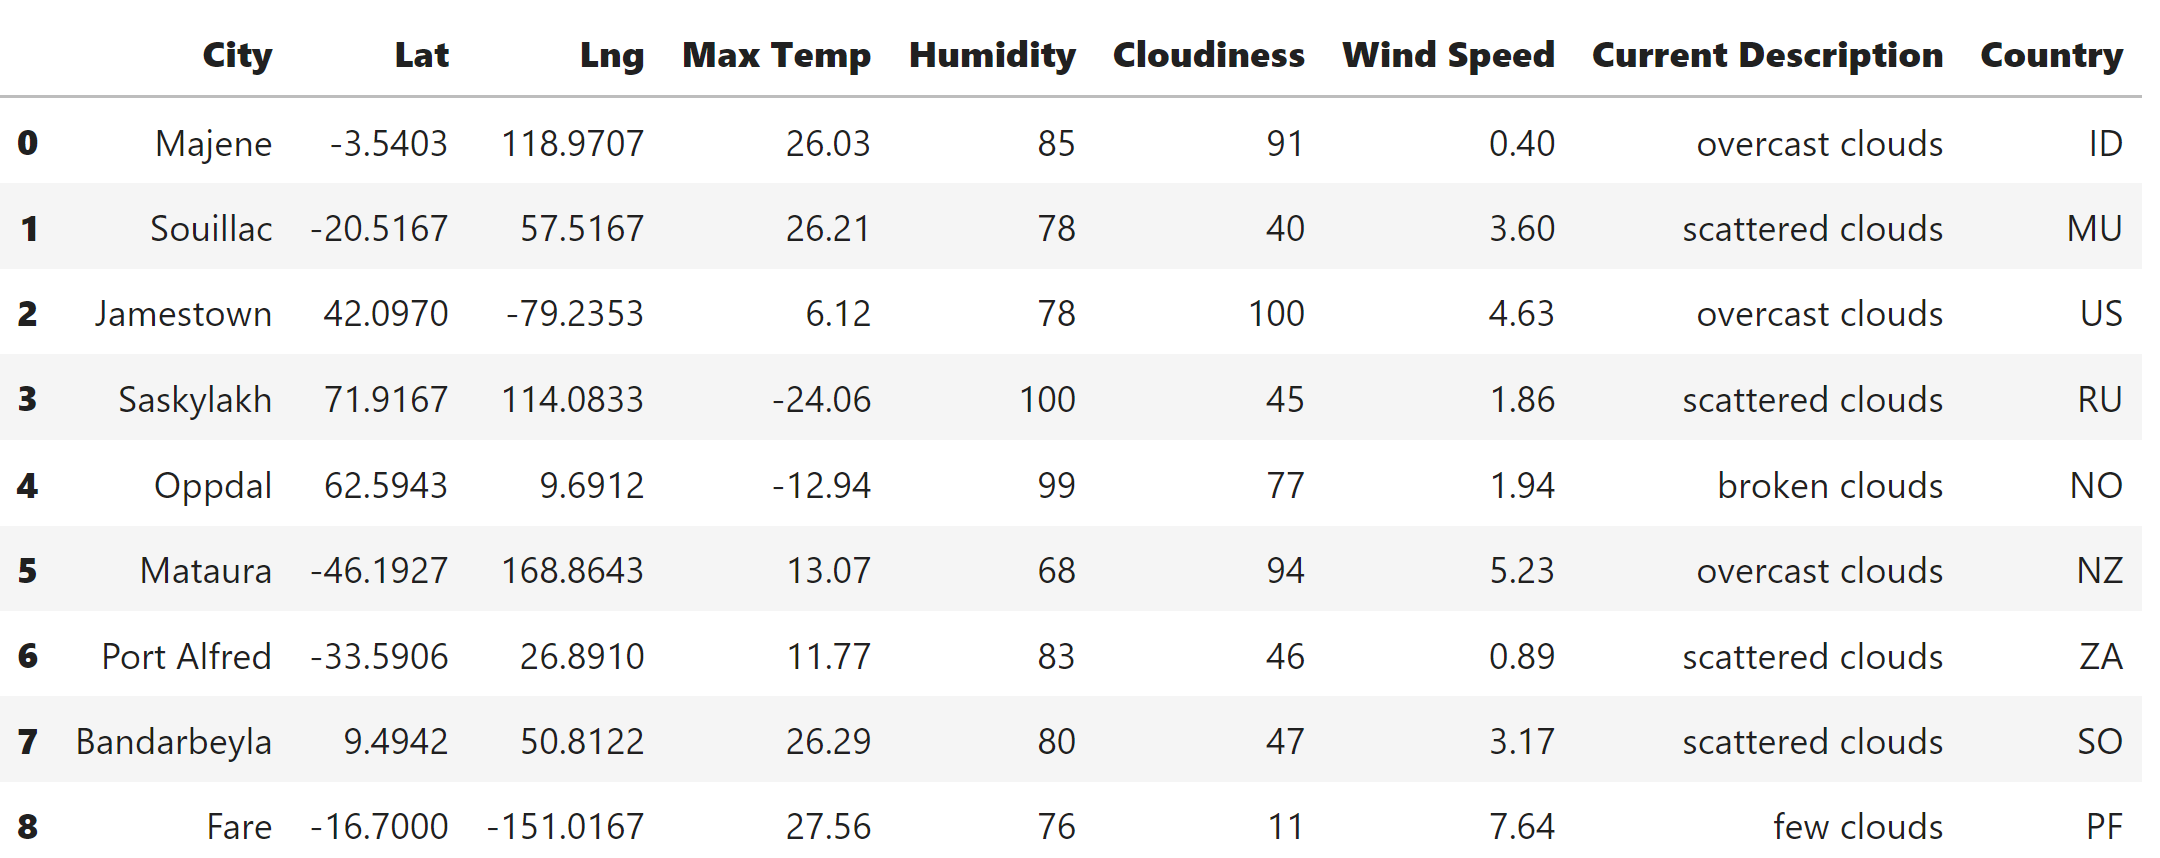 City Lat Lng Max Temp Humidity Cloudiness Wind Speed Current Description Country
0 Majene -3.5403 118.9707 26.03 85 91 0.40 overcast clouds ID
1 Souillac -20.5167 57.5167 26.21 78 40 3.60 scattered clouds MU
2 Jamestown 42.0970 -79.2353 6.12 78 100 4.63 overcast clouds US
3 Saskylakh 71.9167 114.0833 -24.06 100 45 1.86 scattered clouds RU
4 Oppdal 62.5943 9.6912 -12.94 99 77 1.94 broken clouds NO
5 Mataura -46.1927 168.8643 13.07 68 94 5.23 overcast clouds NZ
6 Port Alfred -33.5906 26.8910 11.77 83 46 0.89 scattered clouds ZA
7 Bandarbeyla 9.4942 50.8122 26.29 80 47 3.17 scattered clouds SO
8 Fare -16.7000 -151.0167 27.56 76 11 7.64 few clouds PF